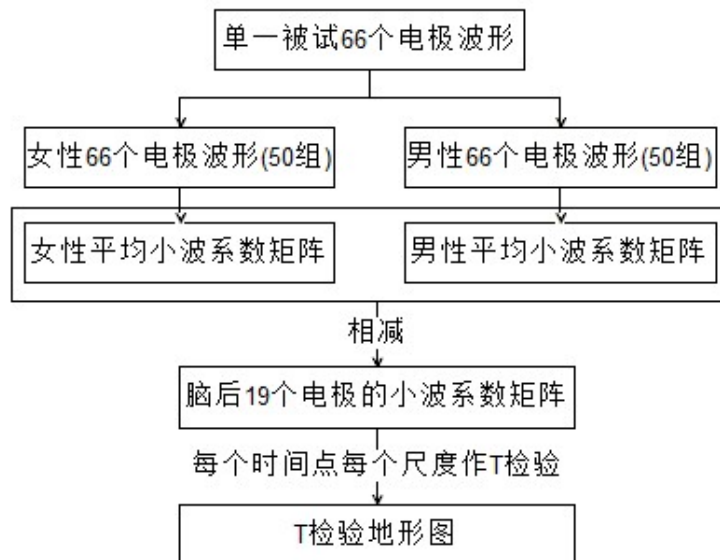 单一被试66个电极波形
女性66个电极波形(50组)
男性66个电极波形(50组)
女性平均小波系数矩阵
男性平均小波系数矩阵
相减
脑后19个电极的小波系数矩阵
每个时间点每个尺度作T检验
T检验地形图